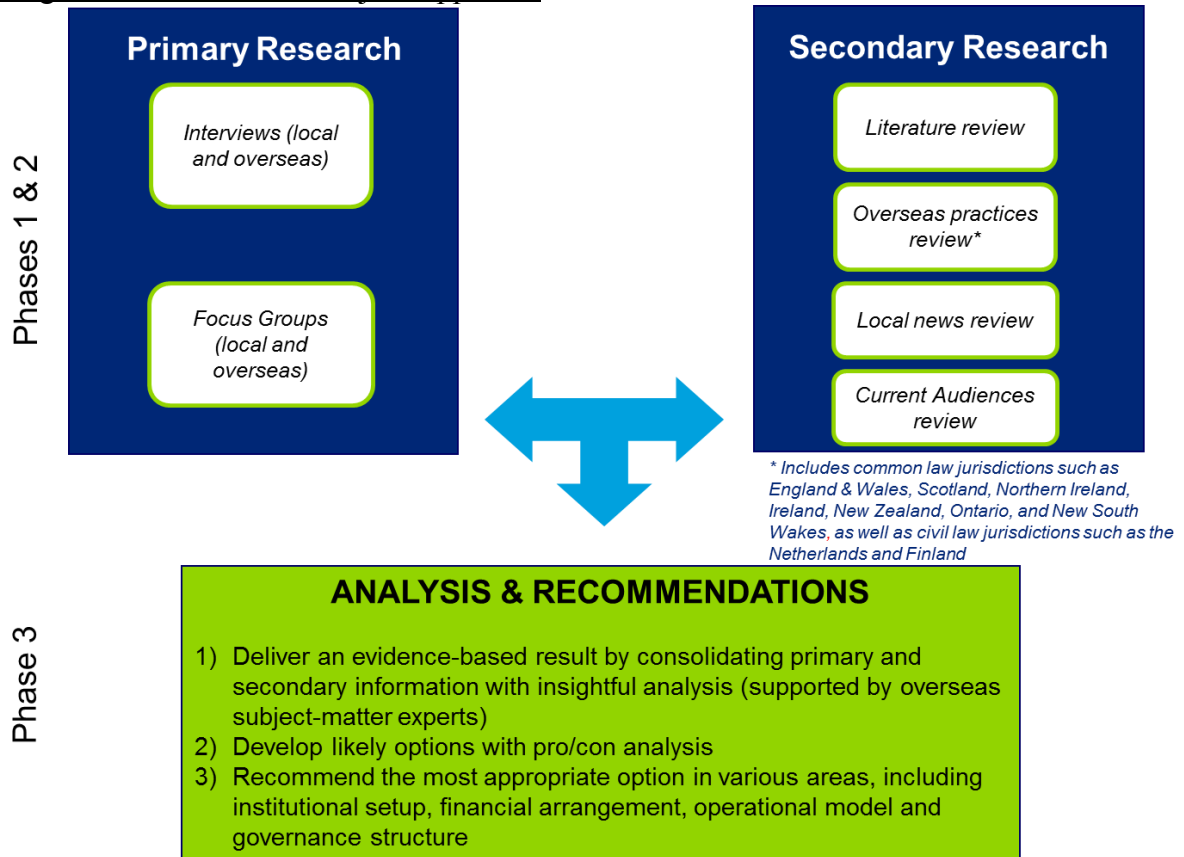 Primary Research
Interviews (local
and overseas)
Focus Groups
(local and
overseas)
Secondary Research
Literature review
Overseas practices
review*
Local news review
Current Audiences
review
Phases 1 & 2
* Includes common law jurisdictions such as
England & Wales, Scotland, Northern Ireland,
Ireland, New Zealand, Ontario, and New South
Wakes, as well as civil law jurisdictions such as the
Netherlands and Finland
Phase 3
ANALYSIS & RECOMMENDATIONS
1) Deliver an evidence-based result by consolidating primary and
secondary information with insightful analysis (supported by overseas
subject-matter experts)
2) Develop likely options with pro/con analysis
3) Recommend the most appropriate option in various areas, including
institutional setup, financial arrangement, operational model and
governance structure